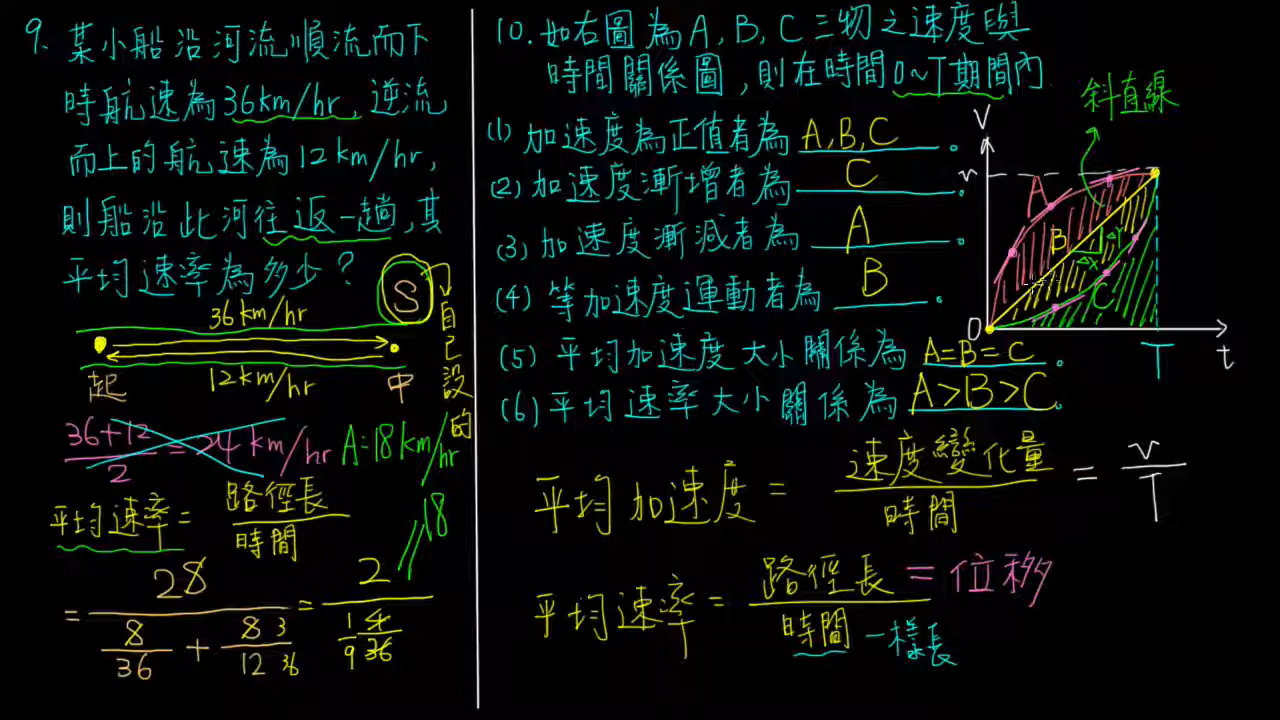 9. 某小船沿河流順流而下
時航速為36km/hr,逆流
而上的航速為12km/hr,
則船沿此河往返一趟,其
平均速率為多少?
S
自己設的
36km/hr
12km/hr
起
中
36+12
2
=24km/hr
A=18km/hr
平均速率=
路徑長
時間
18
=
2S
8
36
+
8 3
12 36
=
2
1 4
9 36
10. 如右圖為A,B,C三物之速度與
時間關係圖,則在時間0~T期間內
(1) 加速度為正值者為 A,B,C 。
(2) 加速度漸增者為 C 。
(3) 加速度漸減者為 A 。
(4) 等加速度運動者為 B 。
(5) 平均加速度大小關係為 A=B=C 。
(6) 平均速率大小關係為 A>B>C 。
斜直線
V
v
A
B
ΔY
ΔX
C
0
T
t
平均加速度=
速度變化量
時間
=
v
T
平均速率=
路徑長=位移
時間 一樣長